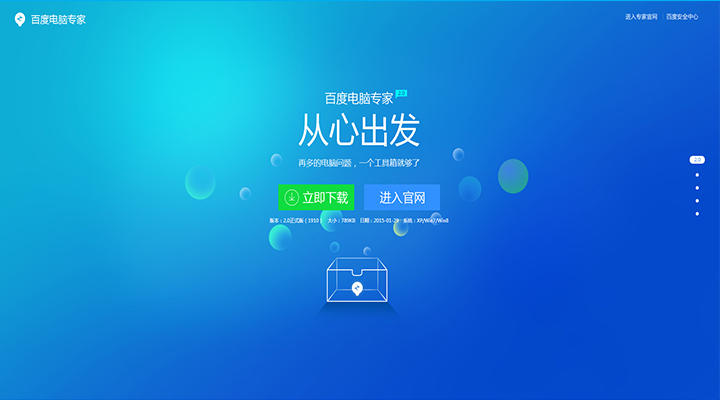 百度电脑专家
进入专家官网 | 百度安全中心
百度电脑专家 2.0
从心出发
再多的电脑问题，一个工具箱就够了
2.0
立即下载
进入官网
版本：2.0正式版 ( 1910 ) 大小：789KB 日期：2015-01-29 系统：XP/Win7/Win8